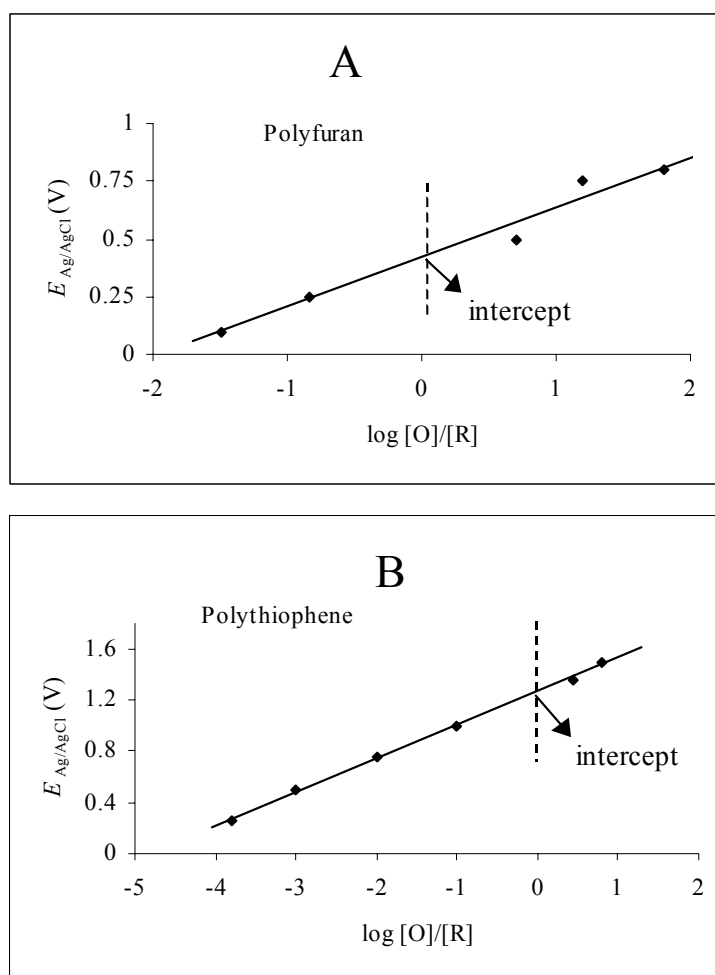 A
Polyfuran
E Ag/AgCl (V)
1
0.75
0.5
0.25
0
-2 -1 0 1 2
intercept
log [O]/[R]
B
Polythiophene
E Ag/AgCl (V)
1.6
1.2
0.8
0.4
0
-5 -4 -3 -2 -1 0 1 2
intercept
log [O]/[R]